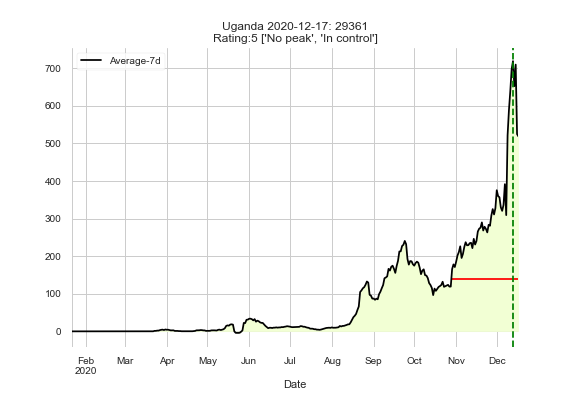 Uganda 2020-12-17: 29361
Rating:5 ['No peak', 'In control']
Average-7d
700
600
500
400
300
200
100
0
Feb Mar Apr May Jun Jul Aug Sep Oct Nov Dec
2020
Date